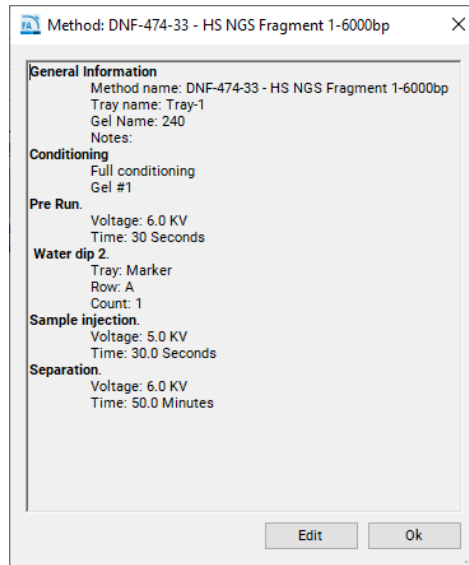 FA Method: DNF-474-33 - HS NGS Fragment 1-6000bp
General Information
Method name: DNF-474-33 - HS NGS Fragment 1-6000bp
Tray name: Tray-1
Gel Name: 240
Notes:
Conditioning
Full conditioning
Gel #1
Pre Run.
Voltage: 6.0 KV
Time: 30 Seconds
Water dip 2.
Tray: Marker
Row: A
Count: 1
Sample injection.
Voltage: 5.0 KV
Time: 30.0 Seconds
Separation.
Voltage: 6.0 KV
Time: 50.0 Minutes
Edit Ok